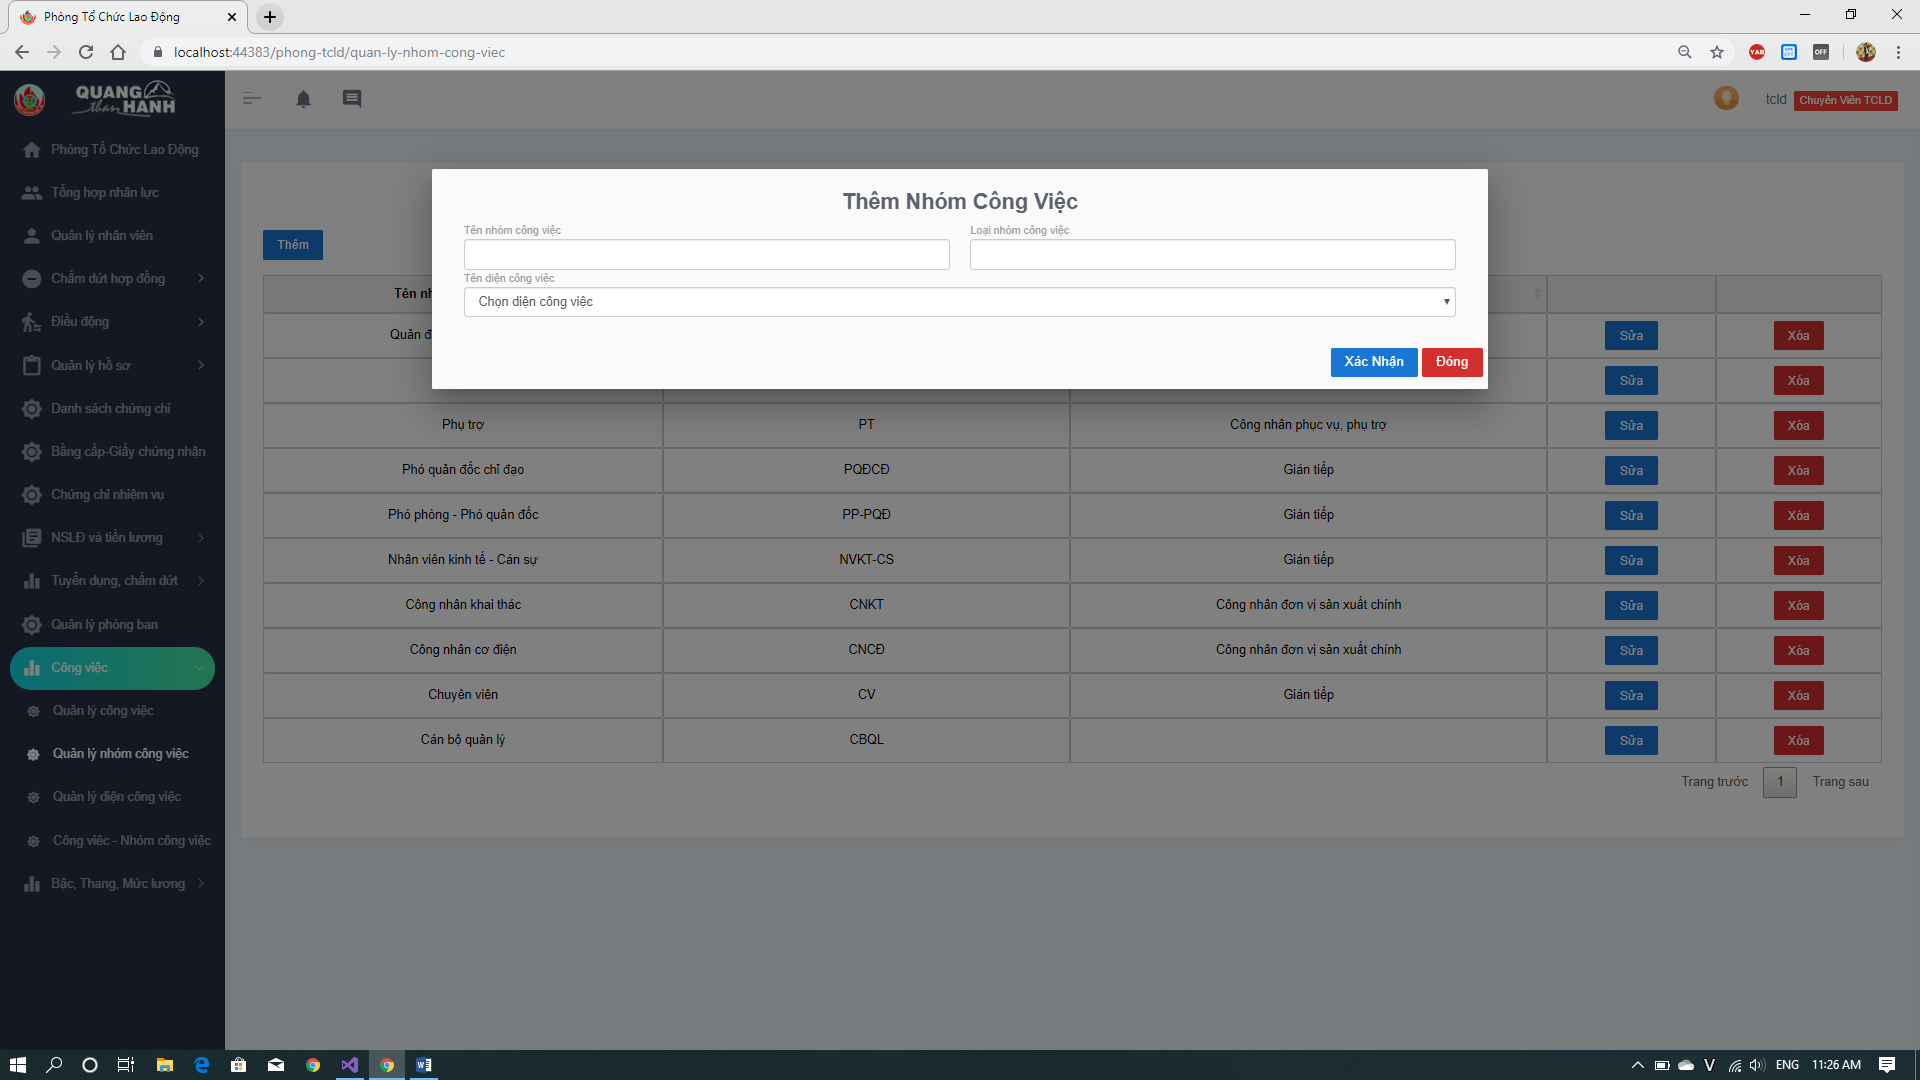 Phòng Tổ Chức Lao Động
localhost:44383/phong-tcld/quan-ly-nhom-cong-viec
YAB
OFF
QUANG HANH
than
tcld
Chuyên Viên TCLD
Phòng Tổ Chức Lao Động
Tổng hợp nhân lực
Quản lý nhân viên
Chấm dứt hợp đồng
Điều động
Quản lý hồ sơ
Danh sách chứng chỉ
Bằng cấp-Giấy chứng nhận
Chứng chỉ nhiệm vụ
NSLĐ và tiền lương
Tuyển dụng, chấm dứt
Quản lý phòng ban
Công việc
Quản lý công việc
Quản lý nhóm công việc
Quản lý diện công việc
Công viêc - Nhóm công việc
Bậc, Thang, Mức lương
Thêm Nhóm Công Việc
Tên nhóm công việc
Loại nhóm công việc
Tên diện công việc
Chọn diện công việc
Xác Nhận Đóng
Thêm
Tên nh
Quản đ Sửa Xóa
Sửa Xóa
Phụ trợ PT Công nhân phục vụ, phụ trợ Sửa Xóa
Phó quản đốc chỉ đạo PQĐCĐ Gián tiếp Sửa Xóa
Phó phòng - Phó quản đốc PP-PQĐ Gián tiếp Sửa Xóa
Nhân viên kinh tế - Cán sự NVKT-CS Gián tiếp Sửa Xóa
Công nhân khai thác CNKT Công nhân đơn vị sản xuất chính Sửa Xóa
Công nhân cơ điện CNCĐ Công nhân đơn vị sản xuất chính Sửa Xóa
Chuyên viên CV Gián tiếp Sửa Xóa
Cán bộ quản lý CBQL Sửa Xóa
Trang trước 1 Trang sau
ENG 11:26 AM